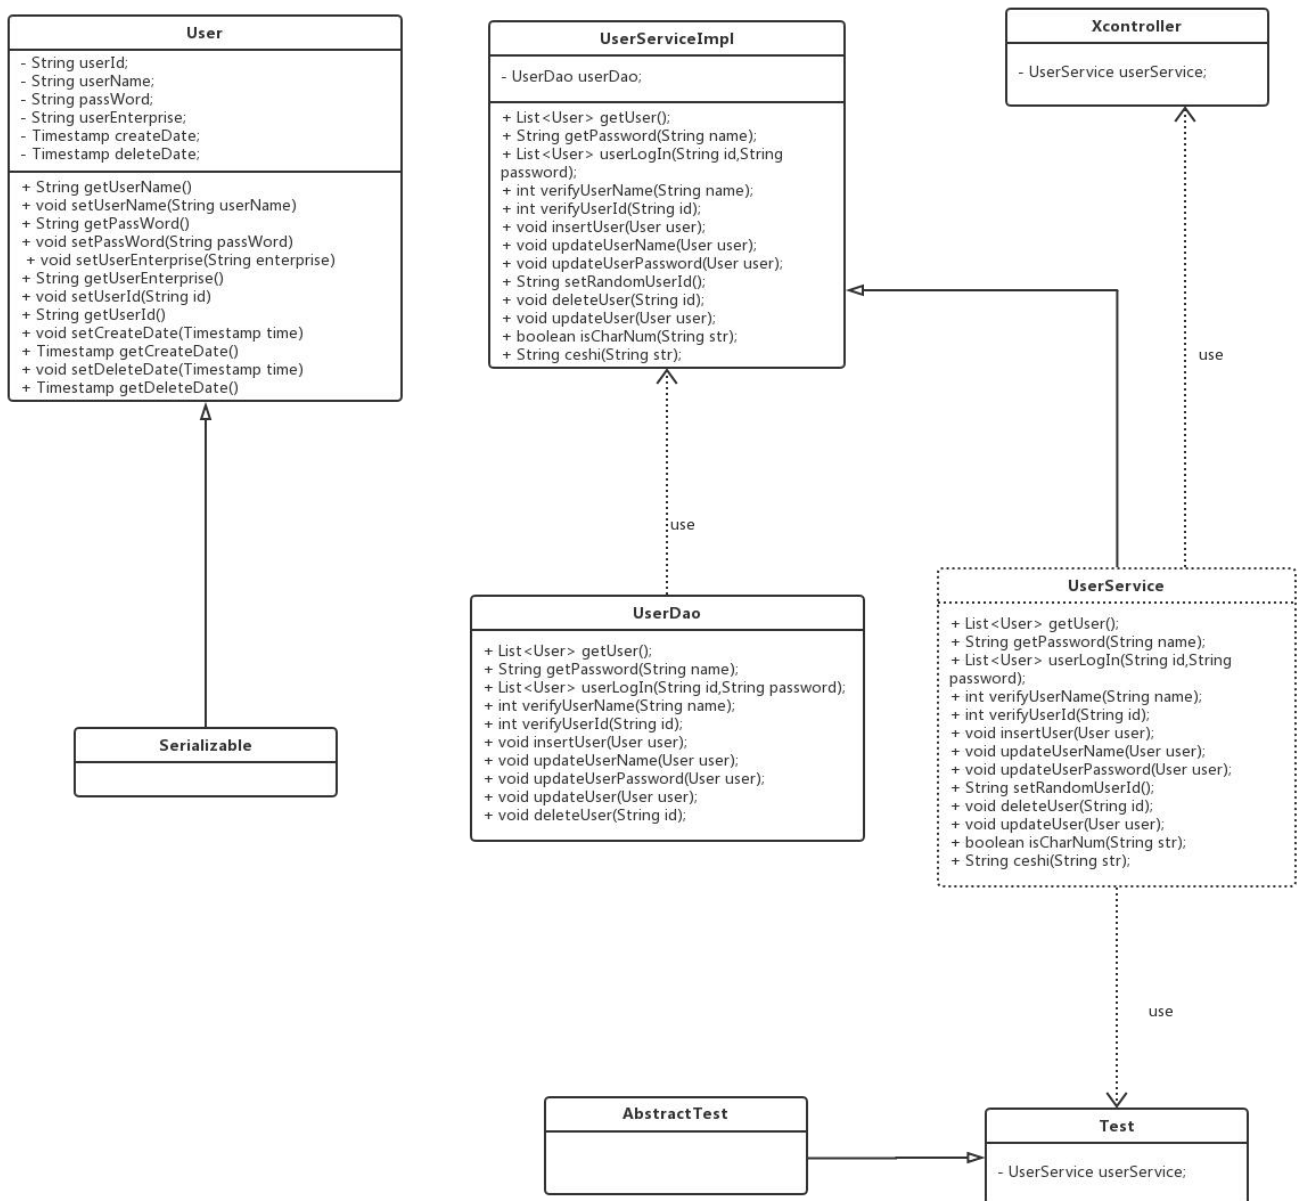 User
- String userId;
- String userName;
- String passWord;
- String userEnterprise;
- Timestamp createDate;
- Timestamp deleteDate;
+ String getUserName()
+ void setUserName(String userName)
+ String getPassWord()
+ void setPassWord(String passWord)
+ void setUserEnterprise(String enterprise)
+ String getUserEnterprise()
+ void setUserId(String id)
+ String getUserId()
+ void setCreateDate(Timestamp time)
+ Timestamp getCreateDate()
+ void setDeleteDate(Timestamp time)
+ Timestamp getDeleteDate()
UserServiceImpl
- UserDao userDao;
+ List<User> getUser();
+ String getPassword(String name);
+ List<User> userLogIn(String id,String
password);
+ int verifyUserName(String name);
+ int verifyUserId(String id);
+ void insertUser(User user);
+ void updateUserName(User user);
+ void updateUserPassword(User user);
+ String setRandomUserId();
+ void deleteUser(String id);
+ void updateUser(User user);
+ boolean isCharNum(String str);
+ String ceshi(String str);
Xcontroller
- UserService userService;
use
use
Serializable
UserDao
+ List<User> getUser();
+ String getPassword(String name);
+ List<User> userLogIn(String id,String password);
+ int verifyUserName(String name);
+ int verifyUserId(String id);
+ void insertUser(User user);
+ void updateUserName(User user);
+ void updateUserPassword(User user);
+ void updateUser(User user);
+ void deleteUser(String id);
UserService
+ List<User> getUser();
+ String getPassword(String name);
+ List<User> userLogIn(String id,String
password);
+ int verifyUserName(String name);
+ int verifyUserId(String id);
+ void insertUser(User user);
+ void updateUserName(User user);
+ void updateUserPassword(User user);
+ String setRandomUserId();
+ void deleteUser(String id);
+ void updateUser(User user);
+ boolean isCharNum(String str);
+ String ceshi(String str);
use
AbstractTest
Test
- UserService userService;